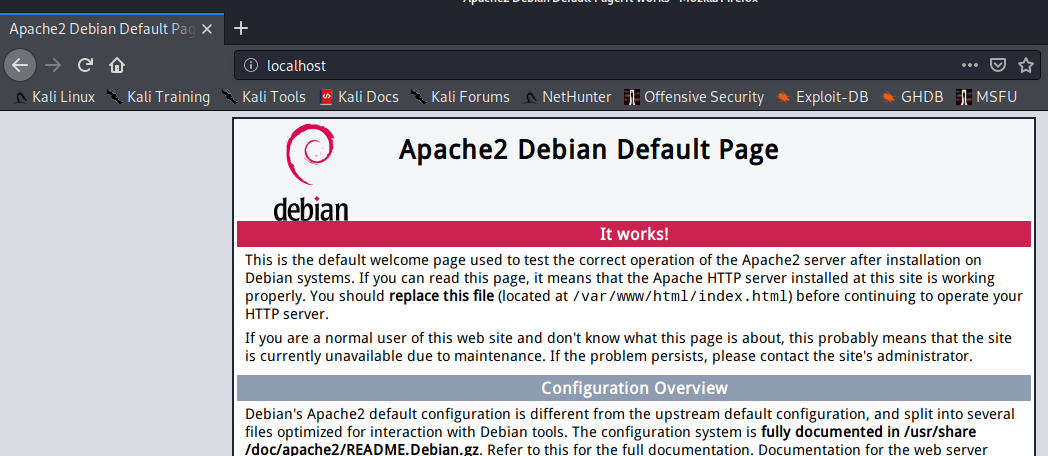 Apache2 Debian Default Page: It works - Mozilla Firefox
Apache2 Debian Default Pag
localhost
Kali Linux Kali Training Kali Tools Kali Docs Kali Forums NetHunter Offensive Security Exploit-DB GHDB MSFU
debian
Apache2 Debian Default Page
It works!
This is the default welcome page used to test the correct operation of the Apache2 server after installation on
Debian systems. If you can read this page, it means that the Apache HTTP server installed at this site is working
properly. You should replace this file (located at /var/www/html/index.html) before continuing to operate your
HTTP server.
If you are a normal user of this web site and don't know what this page is about, this probably means that the site
is currently unavailable due to maintenance. If the problem persists, please contact the site's administrator.
Configuration Overview
Debian's Apache2 default configuration is different from the upstream default configuration, and split into several
files optimized for interaction with Debian tools. The configuration system is fully documented in /usr/share
/doc/apache2/README.Debian.gz. Refer to this for the full documentation. Documentation for the web server